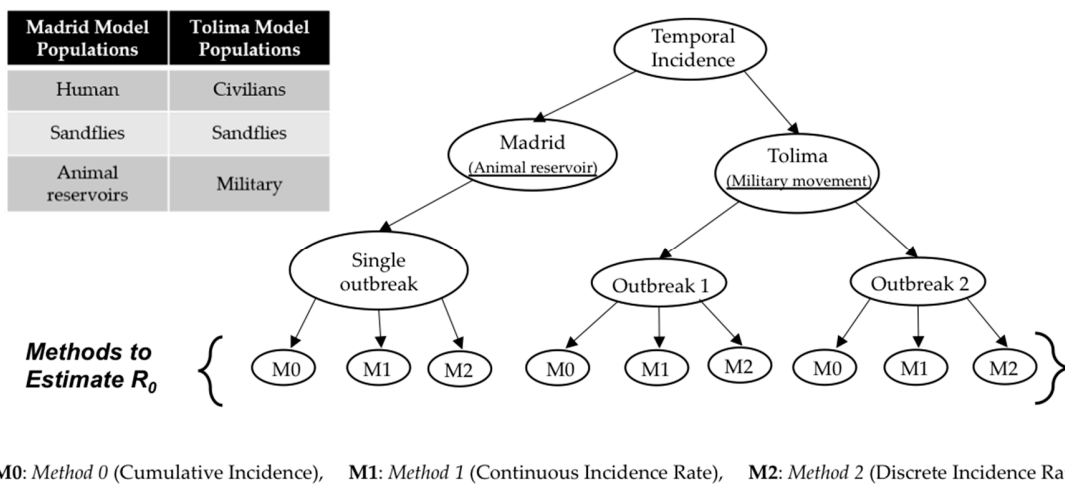 Madrid Model Populations
Tolima Model Populations
Human
Civilians
Sandflies
Sandflies
Animal reservoirs
Military
Temporal
Incidence
Madrid
(Animal reservoir)
Tolima
(Military movement)
Single
outbreak
Outbreak 1
Outbreak 2
Methods to
Estimate R0
M0
M1
M2
M0
M1
M2
M0
M1
M2
M0: Method 0 (Cumulative Incidence), M1: Method 1 (Continuous Incidence Rate), M2: Method 2 (Discrete Incidence